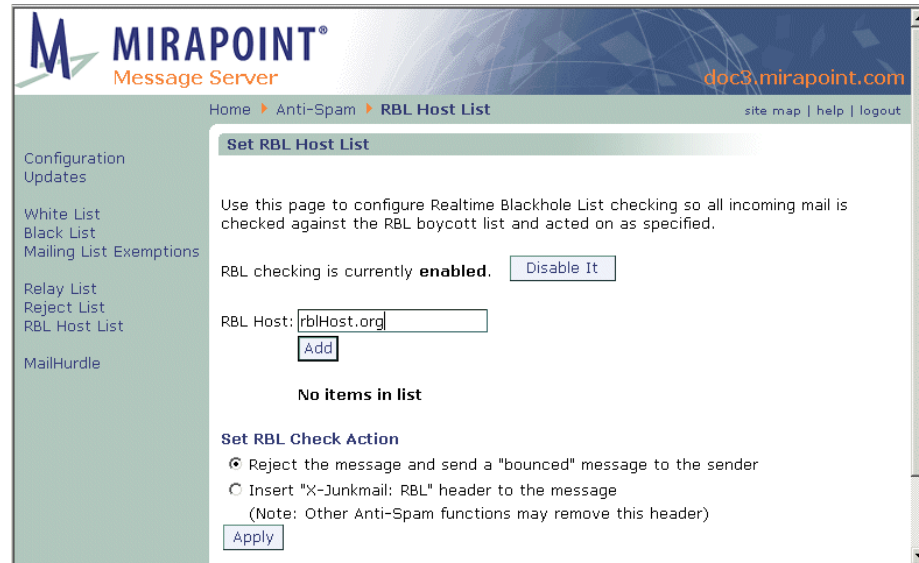 MIRAPOINT®
Message Server
doc3.mirapoint.com
Home Anti-Spam RBL Host List
site map | help | logout
Configuration
Updates
White List
Black List
Mailing List Exemptions
Relay List
Reject List
RBL Host List
MailHurdle
Set RBL Host List
Use this page to configure Realtime Blackhole List checking so all incoming mail is
checked against the RBL boycott list and acted on as specified.
RBL checking is currently enabled. Disable It
RBL Host: rblHost.org
Add
No items in list
Set RBL Check Action
Reject the message and send a "bounced" message to the sender
Insert "X-Junkmail: RBL" header to the message
(Note: Other Anti-Spam functions may remove this header)
Apply